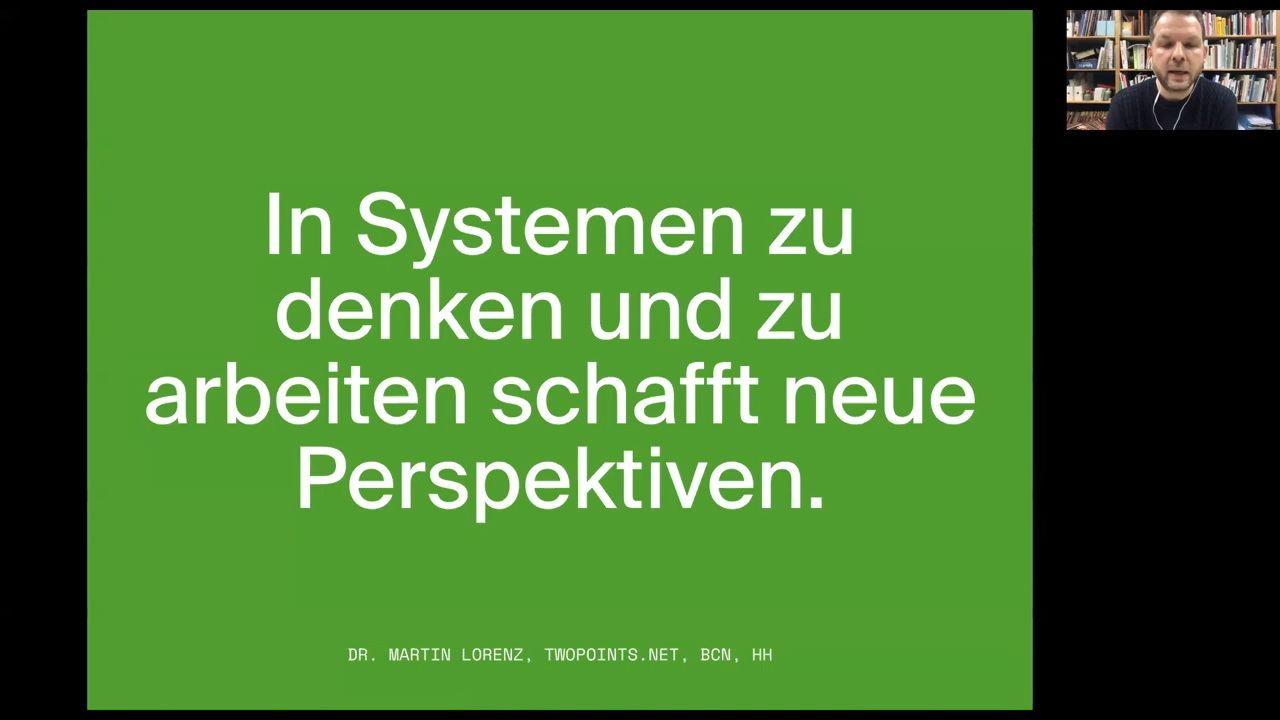 In Systemen zu
denken und zu
arbeiten schafft neue
Perspektiven.
DR. MARTIN LORENZ, TWOPOINTS.NET, BCN, HH